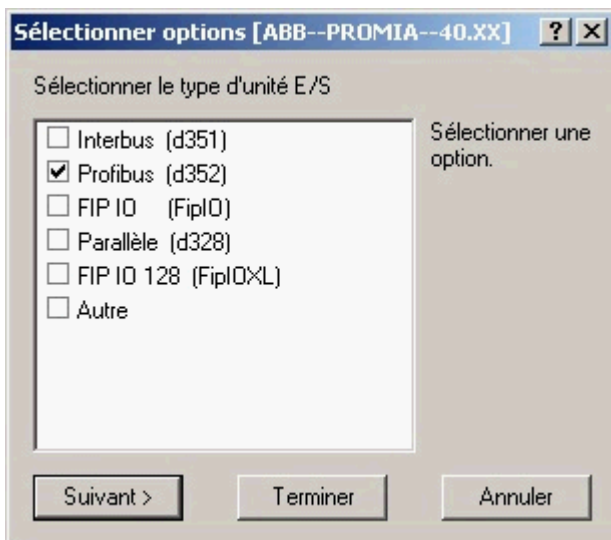 Sélectionner options [ABB--PROMIA--40.XX]
Sélectionner le type d'unité E/S
Interbus (d351)
Profibus (d352)
FIP IO (FipIO)
Parallèle (d328)
FIP IO 128 (FipIOXL)
Autre
Sélectionner une
option.
Suivant >
Terminer
Annuler